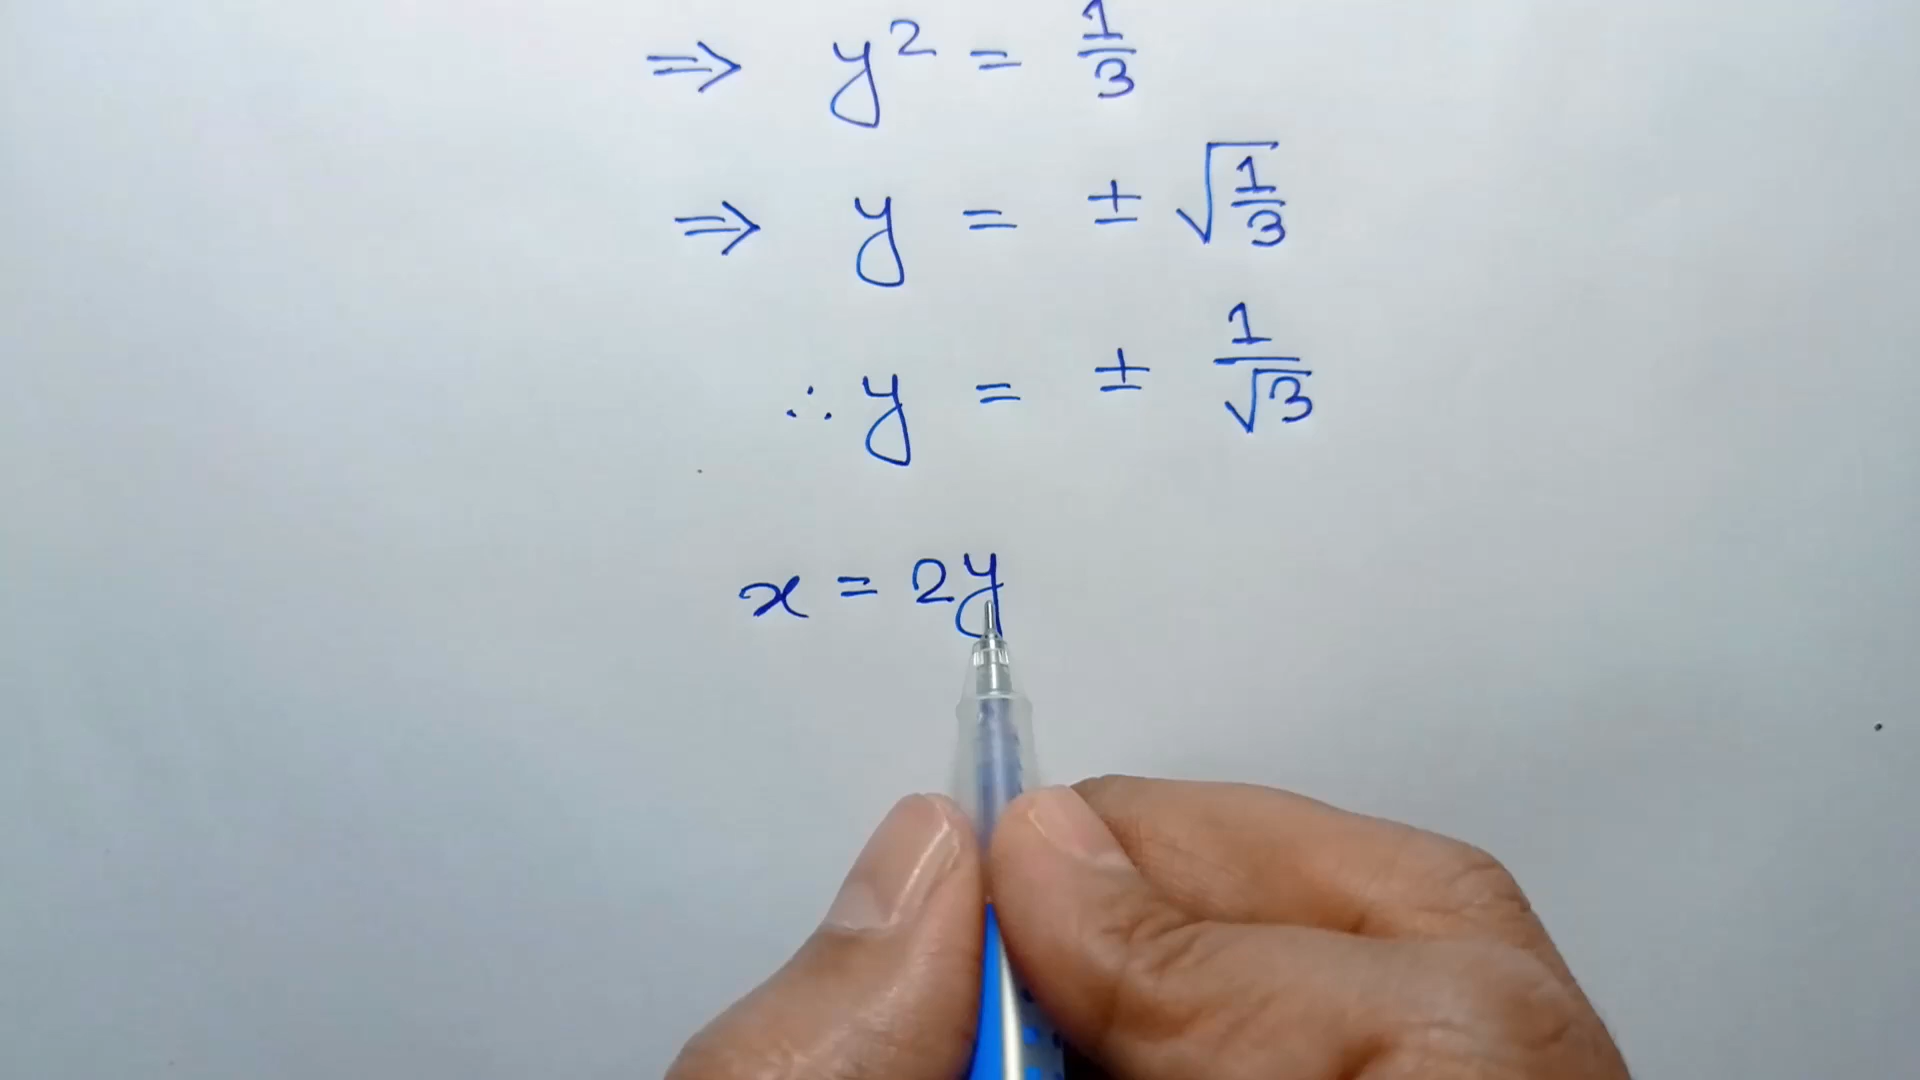 ⇒ y² = 1/3
⇒ y = ± √(1/3)
∴ y = ± 1/√3
x = 2y